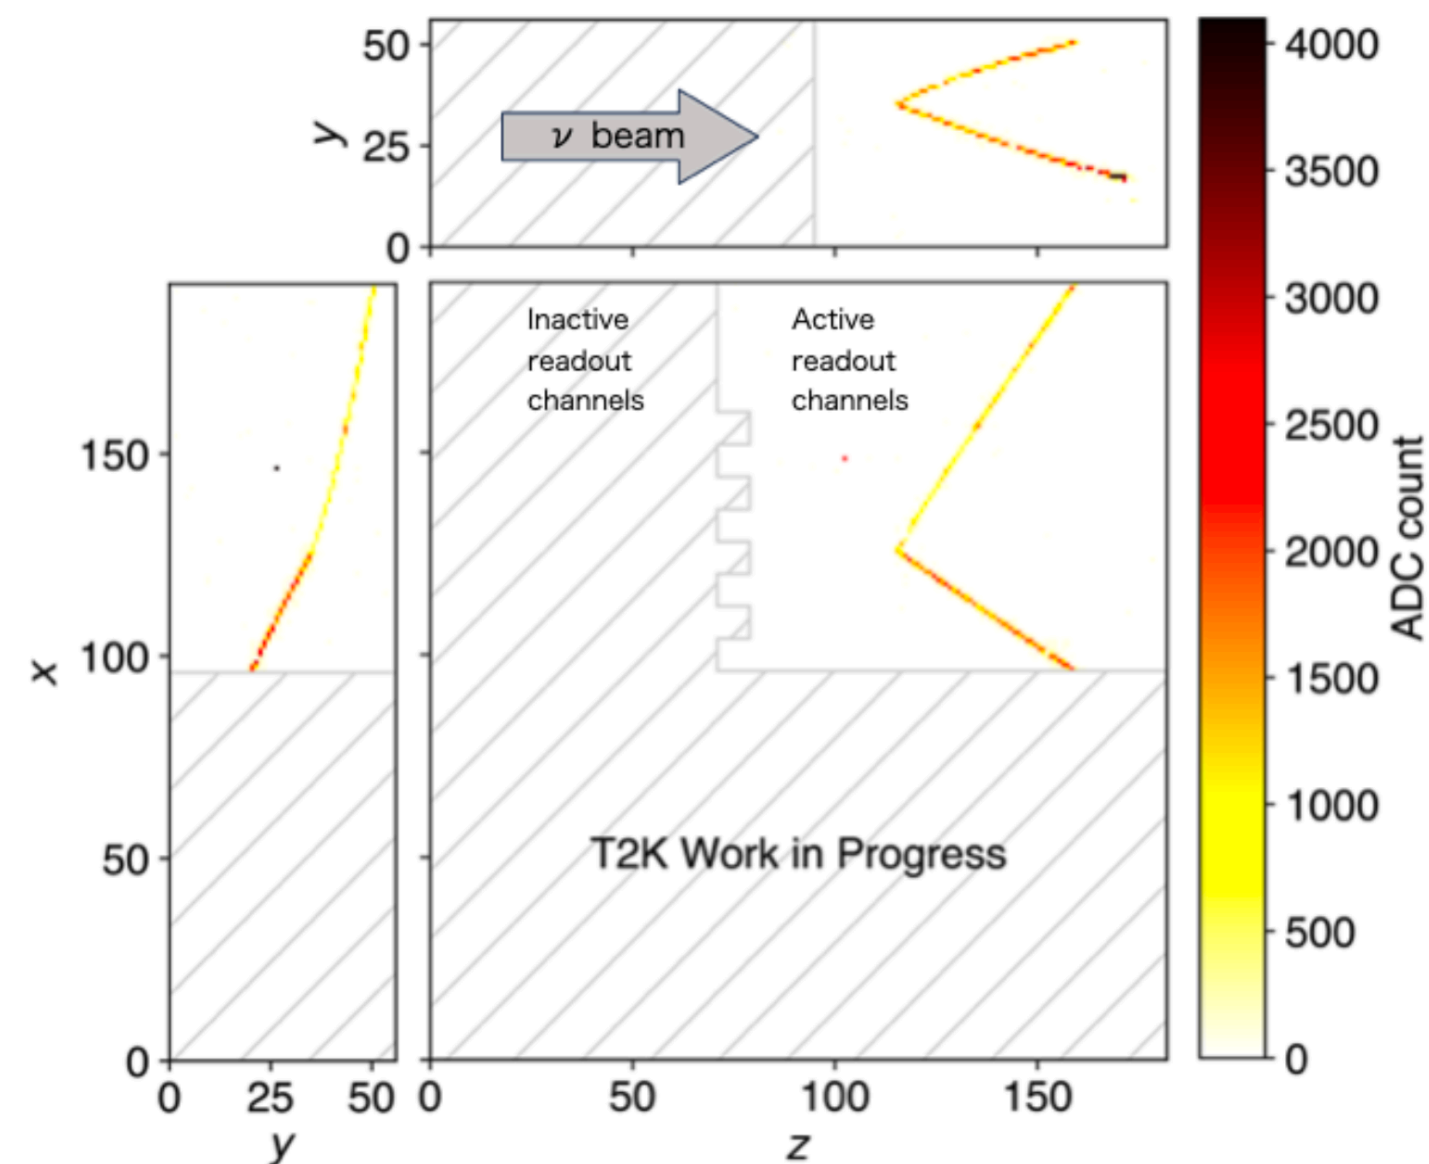 50
25
0
y
ν beam
4000
3500
3000
2500
2000
1500
1000
500
0
ADC count
Inactive
readout
channels
Active
readout
channels
150
100
50
0
x
T2K Work in Progress
0 25 50
y
0 50 100 150
z